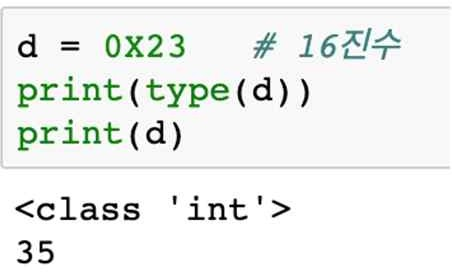 d = 0X23   # 16진수
print(type(d))
print(d)
<class 'int'>
35